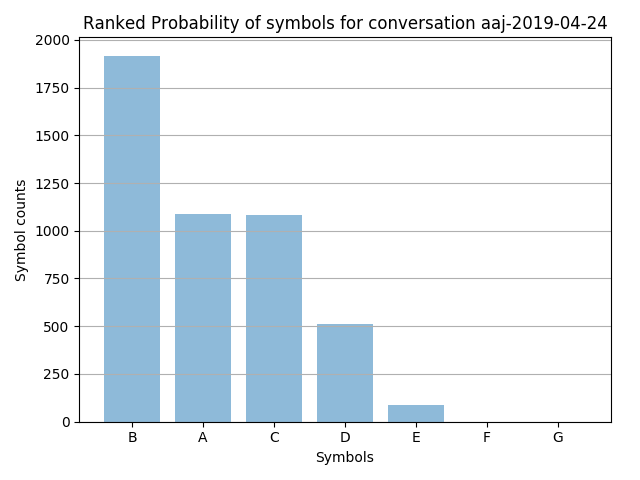 Ranked Probability of symbols for conversation aaj-2019-04-24
2000
1750
1500
1250
1000
750
500
250
0
Symbol counts
B A C D E F G
Symbols